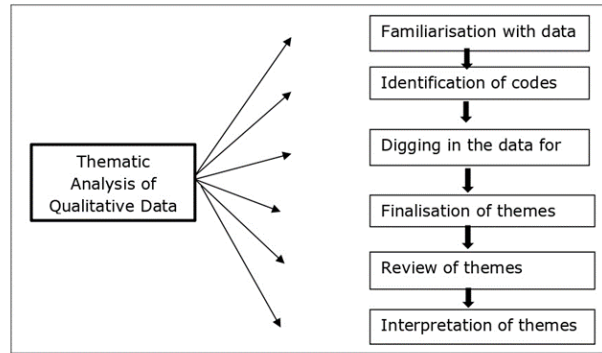 Familiarisation with data
Identification of codes
Thematic
Analysis of
Qualitative Data
Digging in the data for
Finalisation of themes
Review of themes
Interpretation of themes